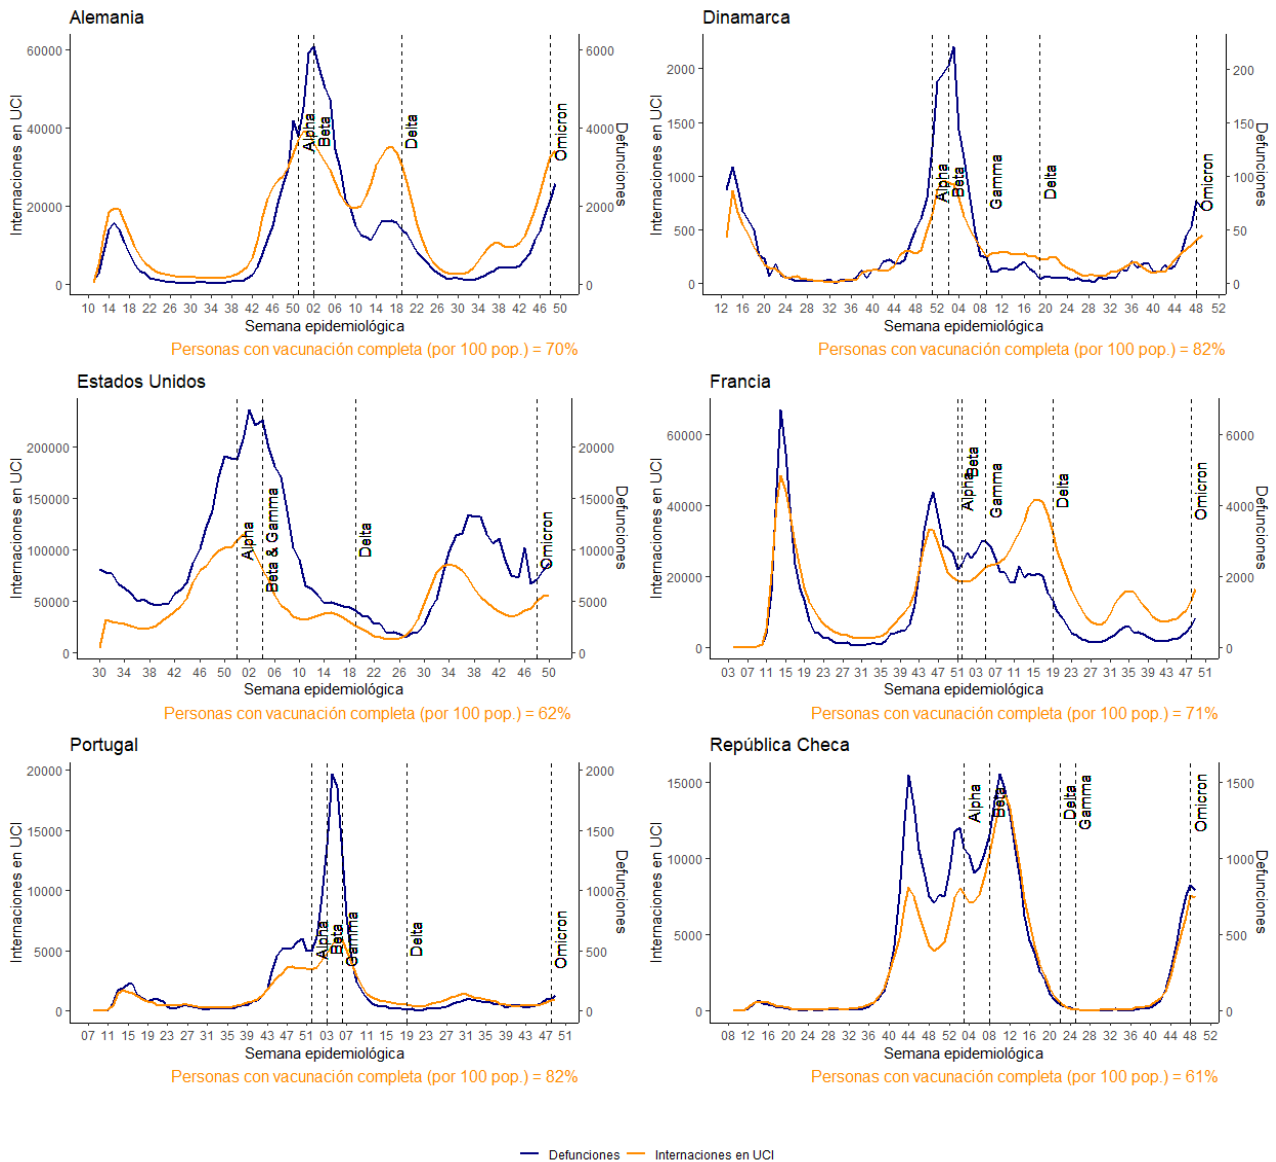 Alemania
Internaciones en UCI
60000
40000
20000
0
6000
4000
2000
0
Defunciones
Alpha
Beta
Delta
Omicron
10 14 18 22 26 30 34 38 42 46 50 02 06 10 14 18 22 26 30 34 38 42 46 50
Semana epidemiológica
Personas con vacunación completa (por 100 pop.) = 70%
Dinamarca
Internaciones en UCI
2000
1500
1000
500
0
200
150
100
50
0
Defunciones
Alpha
Beta
Gamma
Delta
Omicron
12 16 20 24 28 32 36 40 44 48 52 04 08 12 16 20 24 28 32 36 40 44 48 52
Semana epidemiológica
Personas con vacunación completa (por 100 pop.) = 82%
Estados Unidos
Internaciones en UCI
200000
150000
100000
50000
0
20000
15000
10000
5000
0
Defunciones
Alpha
Beta & Gamma
Delta
Omicron
30 34 38 42 46 50 02 06 10 14 18 22 26 30 34 38 42 46 50
Semana epidemiológica
Personas con vacunación completa (por 100 pop.) = 62%
Francia
Internaciones en UCI
60000
40000
20000
0
6000
4000
2000
0
Defunciones
Alpha
Beta
Gamma
Delta
Omicron
03 07 11 15 19 23 27 31 35 39 43 47 51 03 07 11 15 19 23 27 31 35 39 43 47 51
Semana epidemiológica
Personas con vacunación completa (por 100 pop.) = 71%
Portugal
Internaciones en UCI
20000
15000
10000
5000
0
2000
1500
1000
500
0
Defunciones
Alpha
Beta
Gamma
Delta
Omicron
07 11 15 19 23 27 31 35 39 43 47 51 03 07 11 15 19 23 27 31 35 39 43 47 51
Semana epidemiológica
Personas con vacunación completa (por 100 pop.) = 82%
República Checa
Internaciones en UCI
15000
10000
5000
0
1500
1000
500
0
Defunciones
Alpha
Beta
Delta
Gamma
Omicron
08 12 16 20 24 28 32 36 40 44 48 52 04 08 12 16 20 24 28 32 36 40 44 48 52
Semana epidemiológica
Personas con vacunación completa (por 100 pop.) = 61%
Defunciones Internaciones en UCI